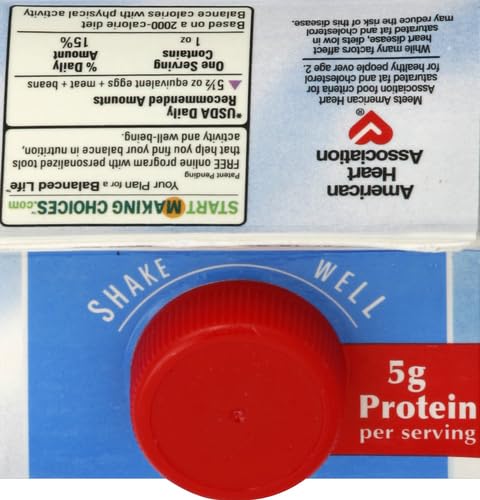 START MAKING CHOICES.com™
Your Plan for a Balanced Life™
Patent Pending
FREE online program with personalized tools
that help you find your balance in nutrition,
activity and well-being.
*USDA Daily
Recommended Amounts
▲ 5½ oz equivalent eggs + meat + beans
One Serving % Daily
Contains Amount
1 oz 15%
Based on a 2000-calorie diet
Balance calories with physical activity
American
Heart
Association
®
Meets American Heart
Association food criteria for
saturated fat and cholesterol
for healthy people over age 2.
While many factors affect
heart disease, diets low in
saturated fat and cholesterol
may reduce the risk of this disease.
SHAKE WELL
5g
Protein
per serving